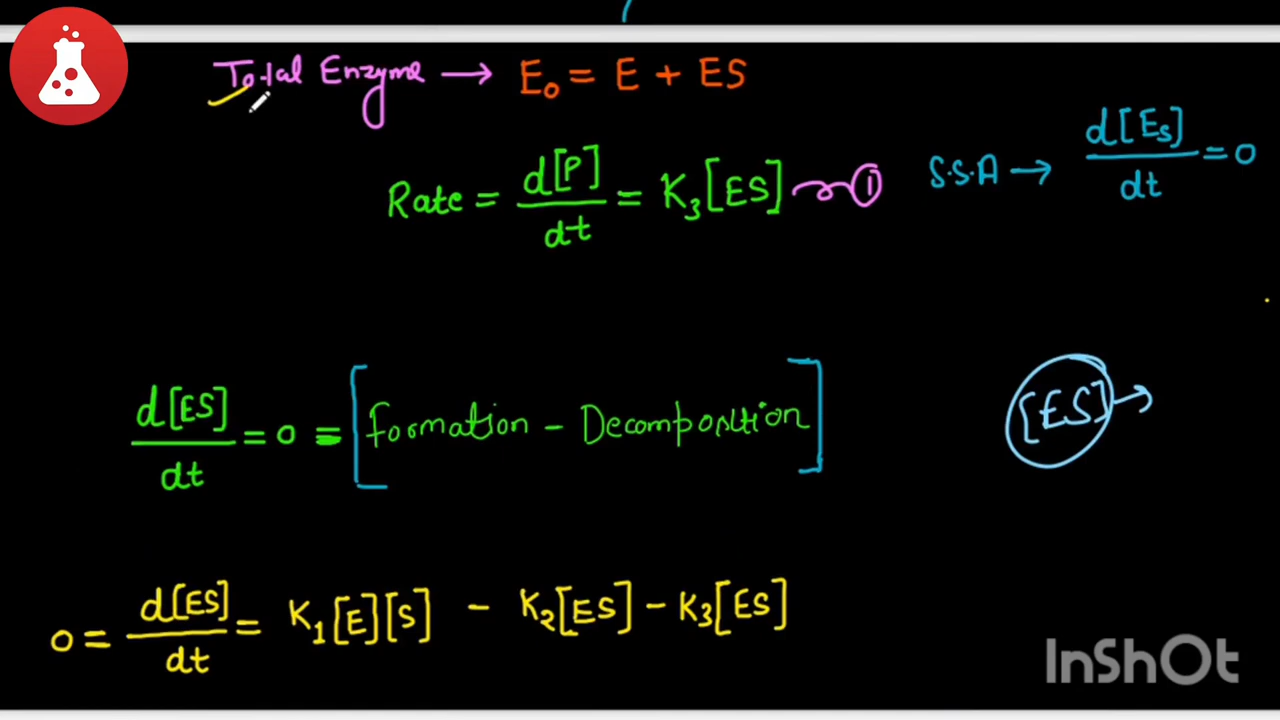 Total Enzyme → E₀ = E + ES
Rate = d[P]/dt = K₃[ES] ①
S.S.A → d[Es]/dt = 0
d[ES]/dt = 0 = [Formation - Decomposition]
[ES] →
0 = d[ES]/dt = K₁[E][S] - K₂[ES] - K₃[ES]
InShOt